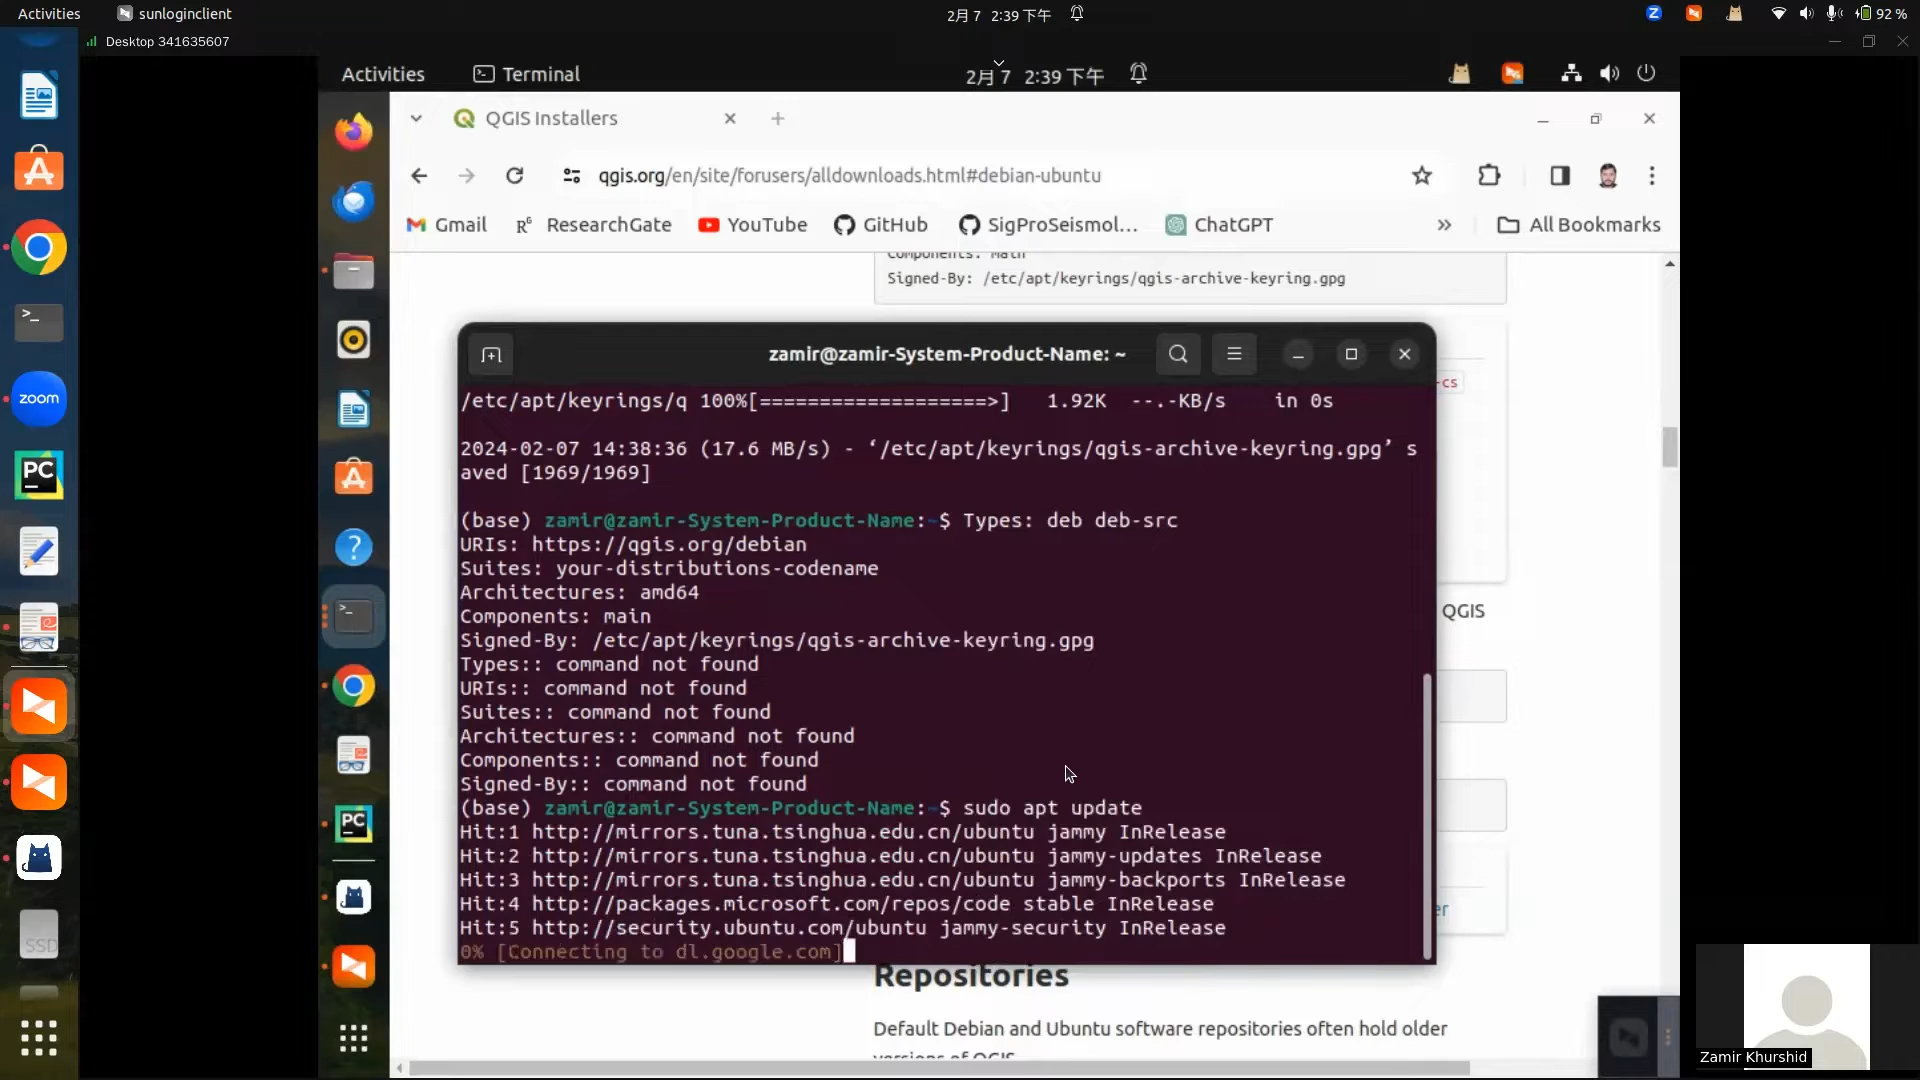 Activities sunloginclient 2月 7 2:39 下午 92 %
Desktop 341635607
Activities Terminal 2月 7 2:39 下午
QGIS Installers
qgis.org/en/site/forusers/alldownloads.html#debian-ubuntu
Gmail ResearchGate YouTube GitHub SigProSeismol... ChatGPT » All Bookmarks
Components: main
Signed-By: /etc/apt/keyrings/qgis-archive-keyring.gpg
zamir@zamir-System-Product-Name: ~
-cs
/etc/apt/keyrings/q 100%[===================>] 1.92K --.-KB/s in 0s
2024-02-07 14:38:36 (17.6 MB/s) - ‘/etc/apt/keyrings/qgis-archive-keyring.gpg’ s
aved [1969/1969]
(base) zamir@zamir-System-Product-Name:~$ Types: deb deb-src
URIs: https://qgis.org/debian
Suites: your-distributions-codename
Architectures: amd64
Components: main
Signed-By: /etc/apt/keyrings/qgis-archive-keyring.gpg
Types:: command not found
URIs:: command not found
Suites:: command not found
Architectures:: command not found
Components:: command not found
Signed-By:: command not found
(base) zamir@zamir-System-Product-Name:~$ sudo apt update
Hit:1 http://mirrors.tuna.tsinghua.edu.cn/ubuntu jammy InRelease
Hit:2 http://mirrors.tuna.tsinghua.edu.cn/ubuntu jammy-updates InRelease
Hit:3 http://mirrors.tuna.tsinghua.edu.cn/ubuntu jammy-backports InRelease
Hit:4 http://packages.microsoft.com/repos/code stable InRelease
Hit:5 http://security.ubuntu.com/ubuntu jammy-security InRelease
0% [Connecting to dl.google.com]
QGIS
er
Repositories
Default Debian and Ubuntu software repositories often hold older
versions of QGIS
zoom
PC
SSD
PC
Zamir Khurshid